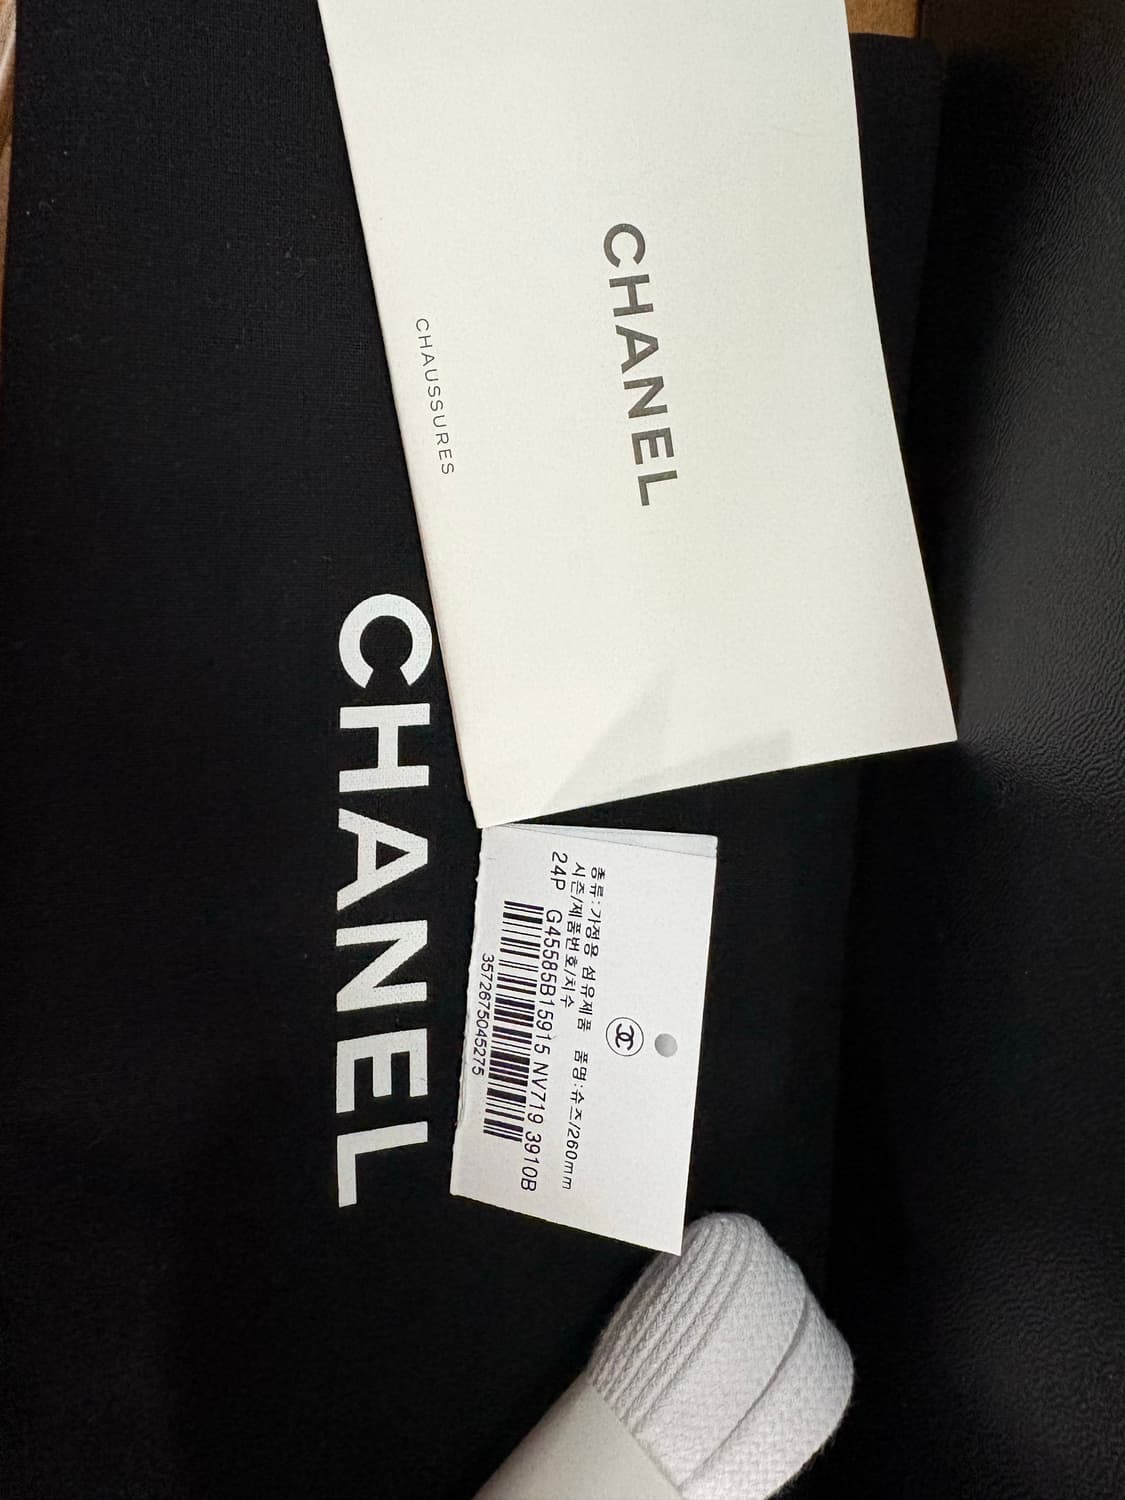 CHANEL
CHAUSSURES
CHANEL
종류:가정용 섬유제품 품명:슈즈/260mm
시즌/제품번호/치수
24P G45585B15915 NV719 3910B
3572675045275